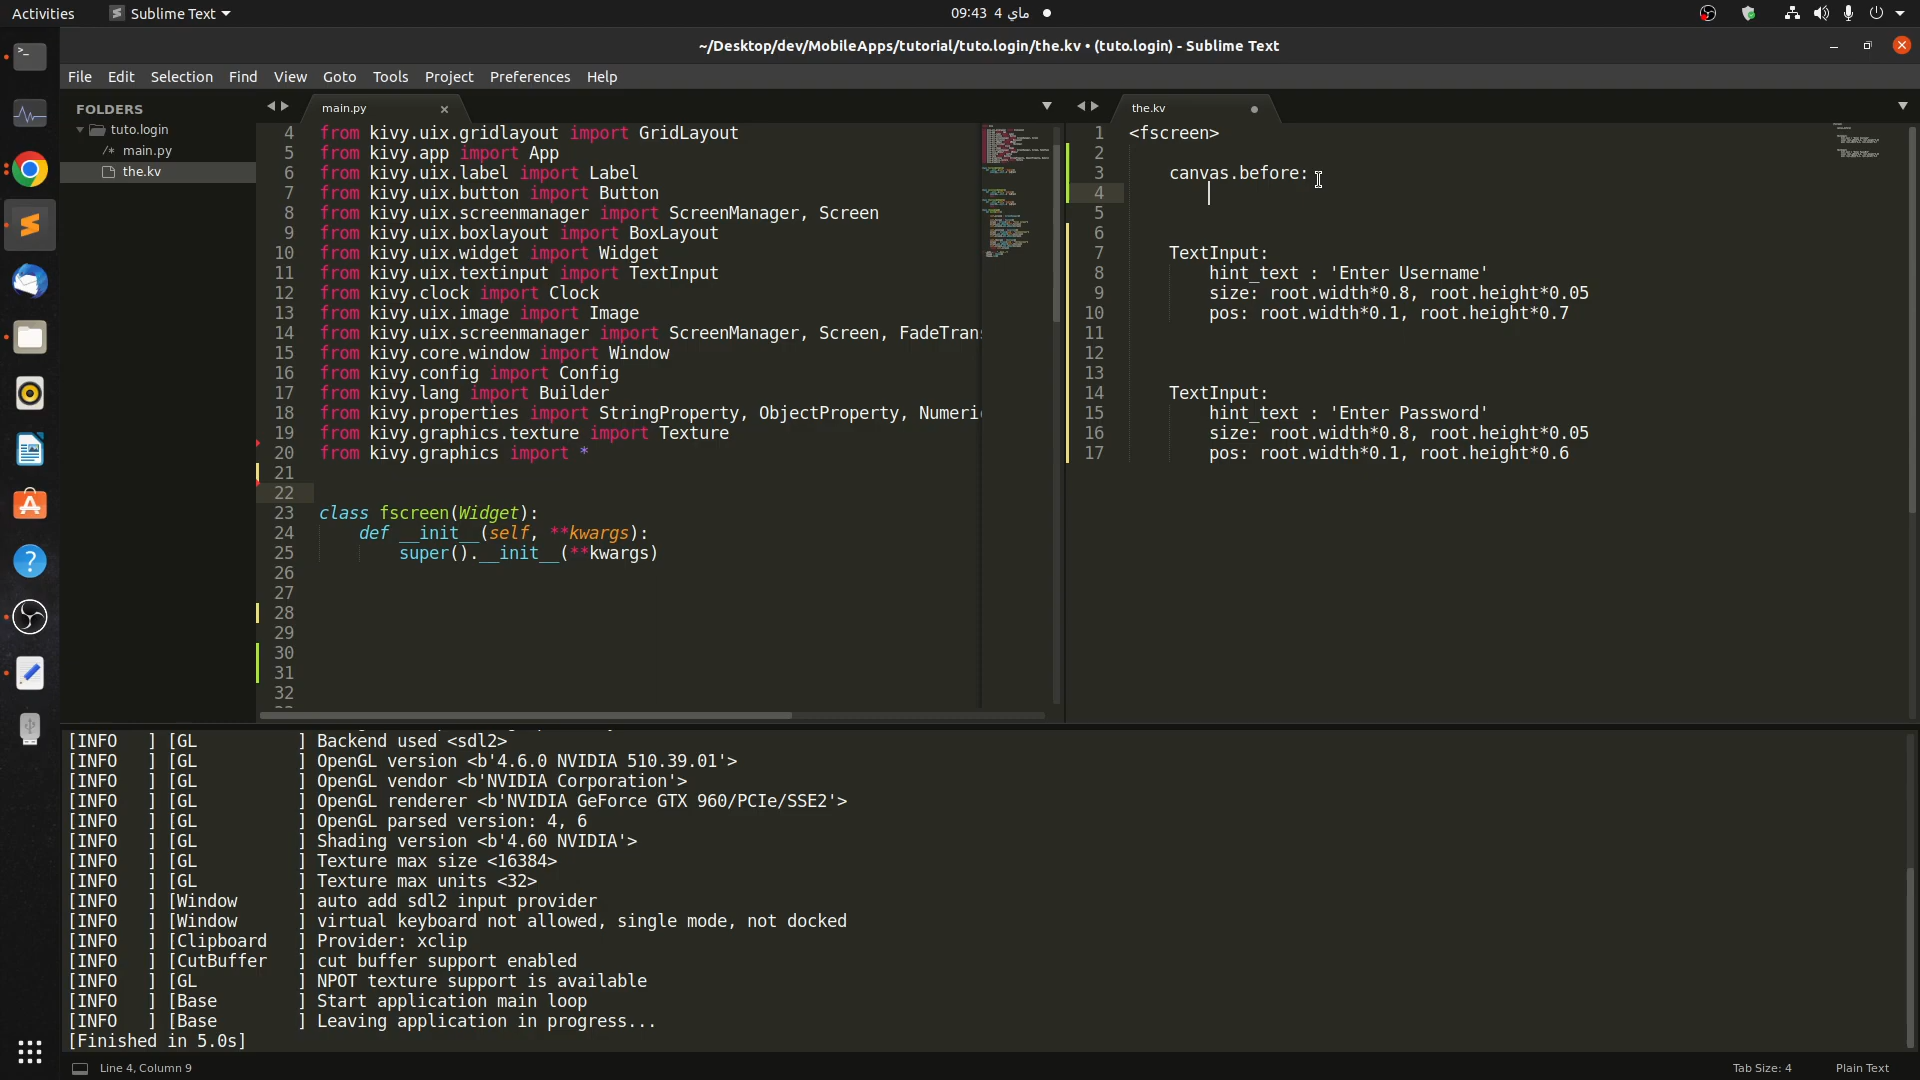 Activities
Sublime Text
09:43 4 ماي
~/Desktop/dev/MobileApps/tutorial/tuto.login/the.kv • (tuto.login) - Sublime Text
File Edit Selection Find View Goto Tools Project Preferences Help
FOLDERS
tuto.login
/* main.py
the.kv
main.py
4 from kivy.uix.gridlayout import GridLayout
5 from kivy.app import App
6 from kivy.uix.label import Label
7 from kivy.uix.button import Button
8 from kivy.uix.screenmanager import ScreenManager, Screen
9 from kivy.uix.boxlayout import BoxLayout
10 from kivy.uix.widget import Widget
11 from kivy.uix.textinput import TextInput
12 from kivy.clock import Clock
13 from kivy.uix.image import Image
14 from kivy.uix.screenmanager import ScreenManager, Screen, FadeTran
15 from kivy.core.window import Window
16 from kivy.config import Config
17 from kivy.lang import Builder
18 from kivy.properties import StringProperty, ObjectProperty, Numeri
19 from kivy.graphics.texture import Texture
20 from kivy.graphics import *
21
22
23 class fscreen(Widget):
24 def __init__(self, **kwargs):
25 super().__init__(**kwargs)
26
27
28
29
30
31
32
the.kv
1 <fscreen>
2
3 canvas.before:
4
5
6
7 TextInput:
8 hint_text : 'Enter Username'
9 size: root.width*0.8, root.height*0.05
10 pos: root.width*0.1, root.height*0.7
11
12
13
14 TextInput:
15 hint_text : 'Enter Password'
16 size: root.width*0.8, root.height*0.05
17 pos: root.width*0.1, root.height*0.6
[INFO ] [GL ] Backend used <sdl2>
[INFO ] [GL ] OpenGL version <b'4.6.0 NVIDIA 510.39.01'>
[INFO ] [GL ] OpenGL vendor <b'NVIDIA Corporation'>
[INFO ] [GL ] OpenGL renderer <b'NVIDIA GeForce GTX 960/PCIe/SSE2'>
[INFO ] [GL ] OpenGL parsed version: 4, 6
[INFO ] [GL ] Shading version <b'4.60 NVIDIA'>
[INFO ] [GL ] Texture max size <16384>
[INFO ] [GL ] Texture max units <32>
[INFO ] [Window ] auto add sdl2 input provider
[INFO ] [Window ] virtual keyboard not allowed, single mode, not docked
[INFO ] [Clipboard ] Provider: xclip
[INFO ] [CutBuffer ] cut buffer support enabled
[INFO ] [GL ] NPOT texture support is available
[INFO ] [Base ] Start application main loop
[INFO ] [Base ] Leaving application in progress...
[Finished in 5.0s]
Line 4, Column 9
Tab Size: 4
Plain Text